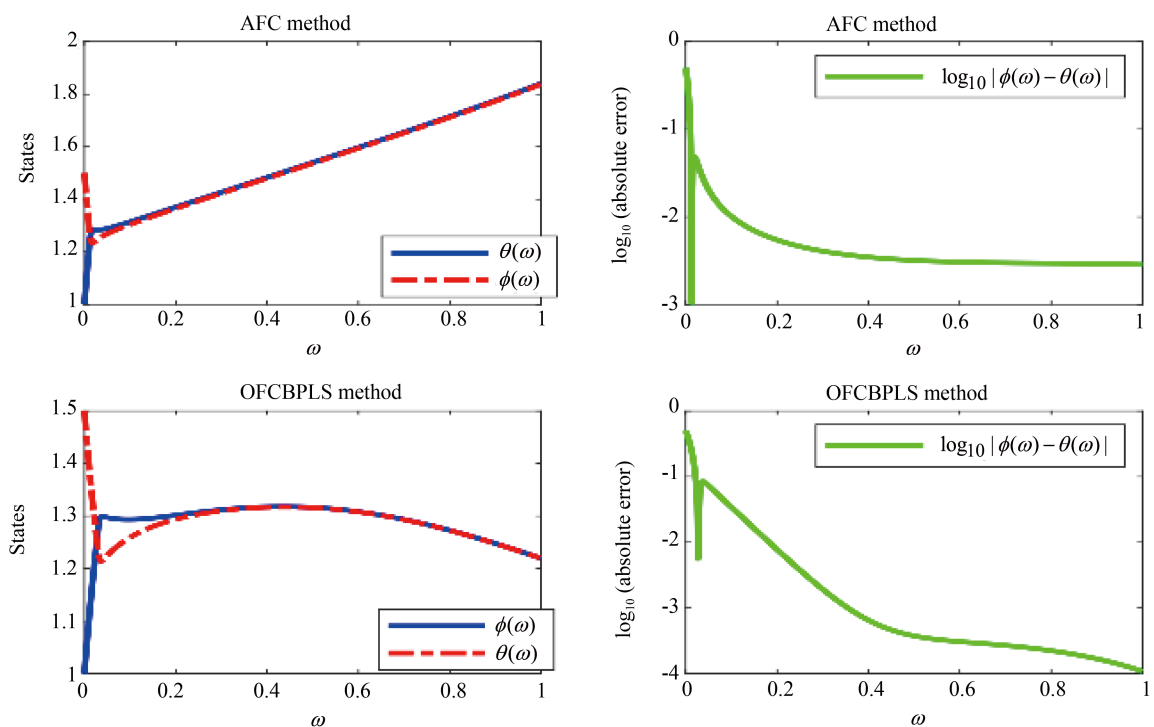 AFC method
States
2
1.8
1.6
1.4
1.2
1
0 0.2 0.4 0.6 0.8 1
ω
θ(ω)
ϕ(ω)
AFC method
log₁₀ (absolute error)
0
-1
-2
-3
0 0.2 0.4 0.6 0.8 1
ω
log₁₀ | ϕ(ω) − θ(ω) |
OFCBPLS method
States
1.5
1.4
1.3
1.2
1.1
1
0 0.2 0.4 0.6 0.8 1
ω
ϕ(ω)
θ(ω)
OFCBPLS method
log₁₀ (absolute error)
0
-1
-2
-3
-4
0 0.2 0.4 0.6 0.8 1
ω
log₁₀ | ϕ(ω) − θ(ω) |